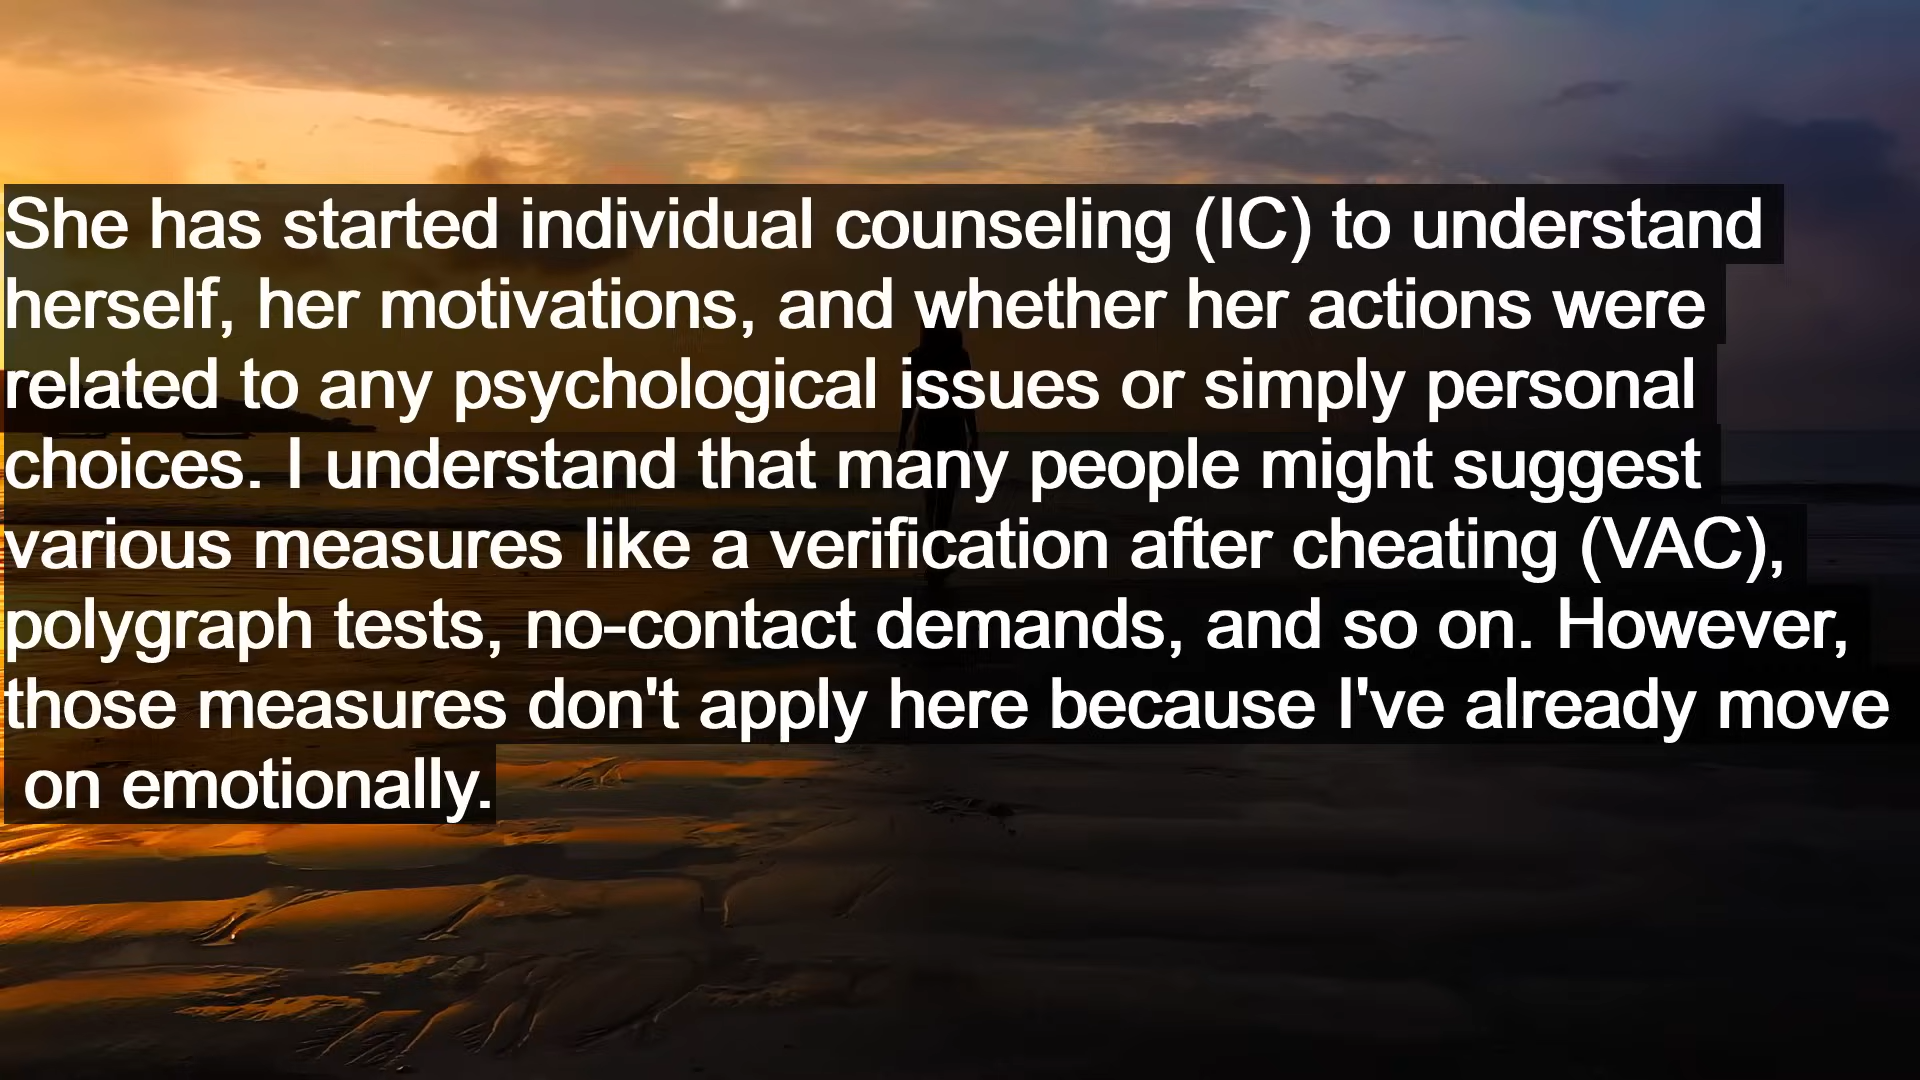 She has started individual counseling (IC) to understand
herself, her motivations, and whether her actions were
related to any psychological issues or simply personal
choices. I understand that many people might suggest
various measures like a verification after cheating (VAC),
polygraph tests, no-contact demands, and so on. However,
those measures don't apply here because I've already move
on emotionally.